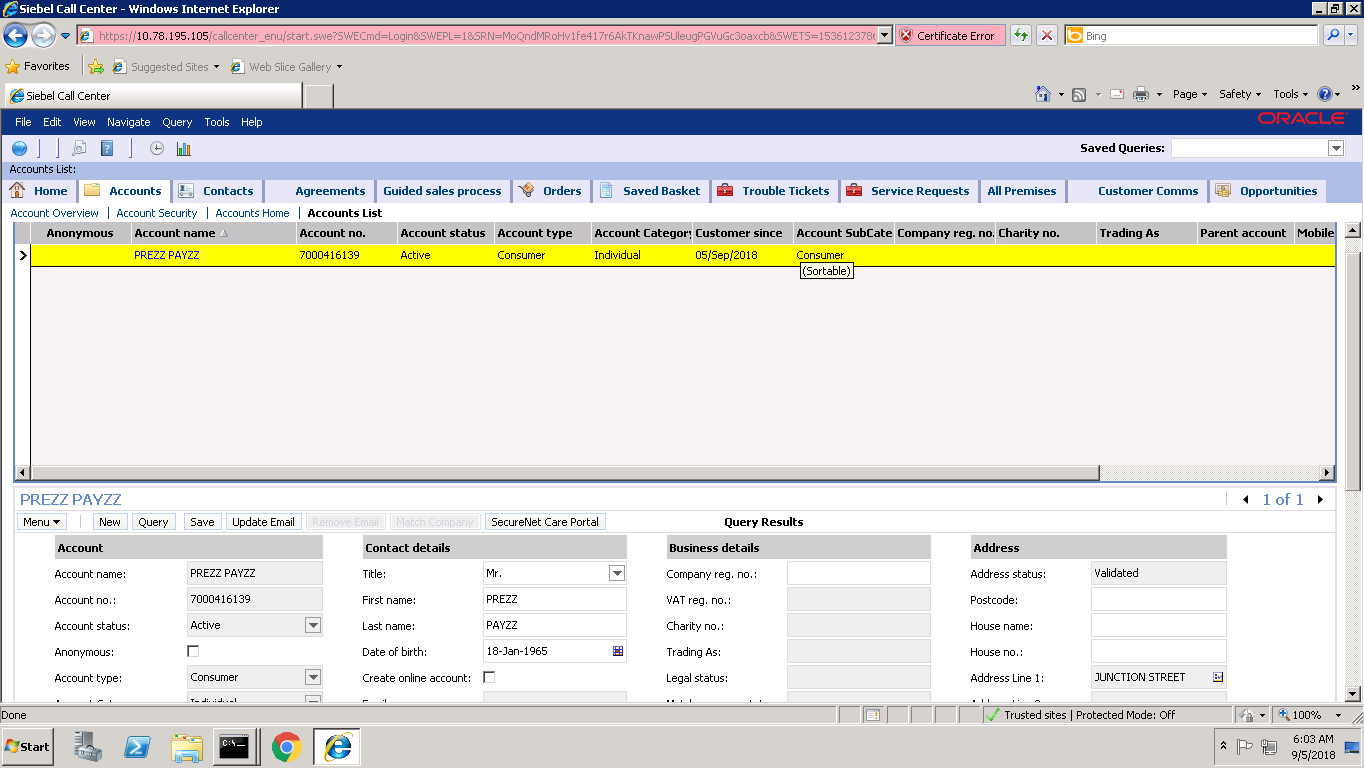 Siebel Call Center - Windows Internet Explorer
https://10.78.195.105/callcenter_enu/start.swe?SWECmd=Login&SWEPL=1&SRN=MoQndMRoHv1fe417r6AkTKnawPSUleugPGVuGc3oaxcb&SWETS=153612378 Certificate Error Bing
Favorites Suggested Sites Web Slice Gallery
Siebel Call Center Page Safety Tools
File Edit View Navigate Query Tools Help ORACLE
Saved Queries:
Accounts List:
Home Accounts Contacts Agreements Guided sales process Orders Saved Basket Trouble Tickets Service Requests All Premises Customer Comms Opportunities
Account Overview | Account Security | Accounts Home | Accounts List
Anonymous Account name Account no. Account status Account type Account Category Customer since Account SubCate Company reg. no. Charity no. Trading As Parent account Mobile
PREZZ PAYZZ 7000416139 Active Consumer Individual 05/Sep/2018 Consumer
(Sortable)
PREZZ PAYZZ 1 of 1
Menu New Query Save Update Email Remove Email Match Company SecureNet Care Portal Query Results
Account Contact details Business details Address
Account name: PREZZ PAYZZ Title: Mr. Company reg. no.: Address status: Validated
Account no.: 7000416139 First name: PREZZ VAT reg. no.: Postcode:
Account status: Active Last name: PAYZZ Charity no.: House name:
Anonymous: Date of birth: 18-Jan-1965 Trading As: House no.:
Account type: Consumer Create online account: Legal status: Address Line 1: JUNCTION STREET
Done Trusted sites | Protected Mode: Off 100%
Start C:\. 6:03 AM
9/5/2018